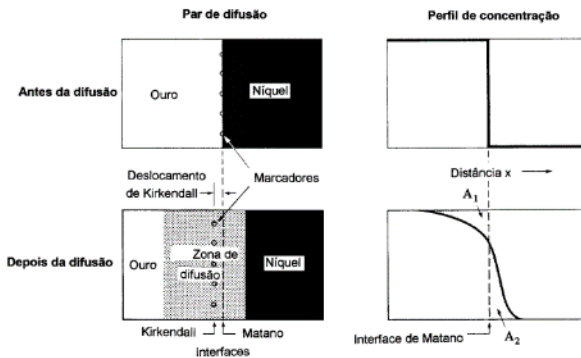 Par de difusão
Perfil de concentração
Antes da difusão
Ouro
Níquel
Deslocamento
de Kirkendall
Marcadores
Distância x
A1
Depois da difusão
Ouro
Zona de
difusão
Níquel
Kirkendall
Matano
Interfaces
Interface de Matano
A2